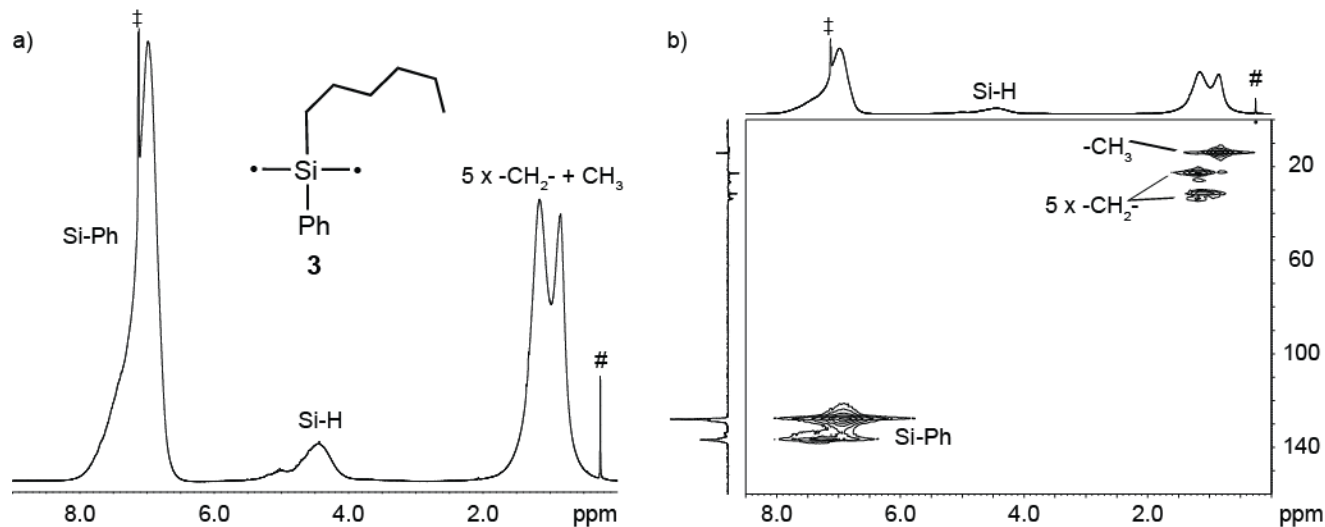 a)
‡
Si
Ph
3
Si-Ph
Si-H
5 x -CH₂- + CH₃
#
8.0 6.0 4.0 2.0 ppm
b)
‡
Si-H
#
-CH₃
5 x -CH₂-
Si-Ph
20
60
100
140
8.0 6.0 4.0 2.0 ppm